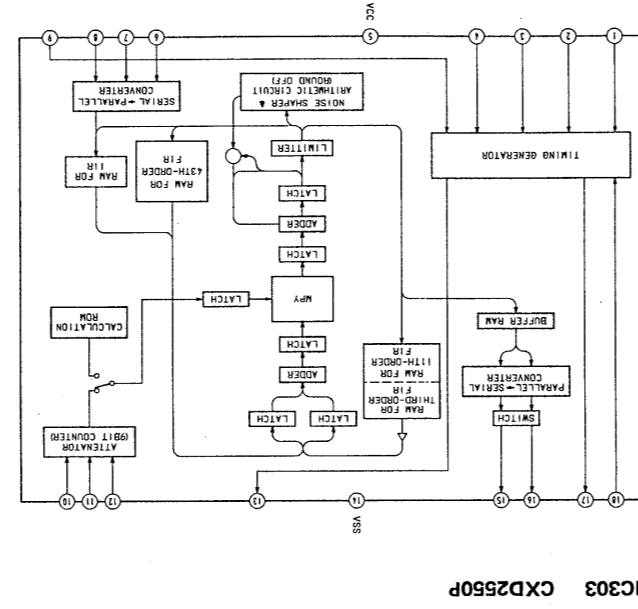 IC303 CXD2550P
VSS
18 17 16 15 14 13 12 11 10
SWITCH
PARALLEL→SERIAL
CONVERTER
BUFFER RAM
LATCH
LATCH
RAM FOR
THIRD-ORDER
FIR
RAM FOR
11TH-ORDER
FIR
ADDER
LATCH
MPY
LATCH
ATTENATOR
(9BIT COUNTER)
CALCULATION
ROM
LATCH
ADDER
LATCH
LIMITTER
NOISE SHAPER &
ARITHMETIC CIRCUIT
(ROUND OFF)
TIMING GENERATOR
RAM FOR
43TH-ORDER
FIR
RAM FOR
IIR
SERIAL→PARALLEL
CONVERTER
1 2 3 4 5 6 7 8 9
VCC